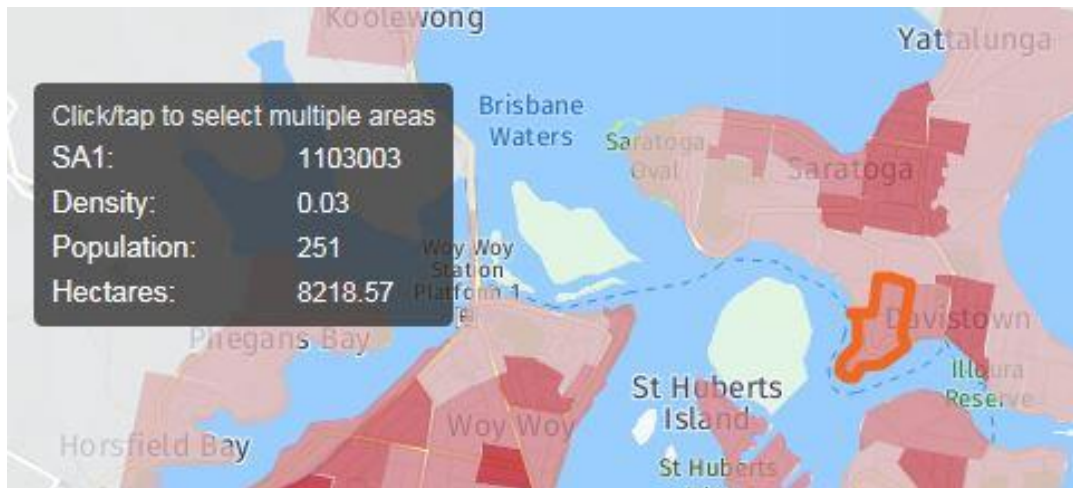 Koolewong
Yattalunga
Click/tap to select multiple areas
SA1: 1103003
Density: 0.03
Population: 251
Hectares: 8218.57
Brisbane
Waters
Saratoga
Oval
Saratoga
Woy Woy
Station
Platform 1
Phegans Bay
Davistown
Illoura
Reserve
St Huberts
Island
Woy Woy
Horsfield Bay
St Huberts